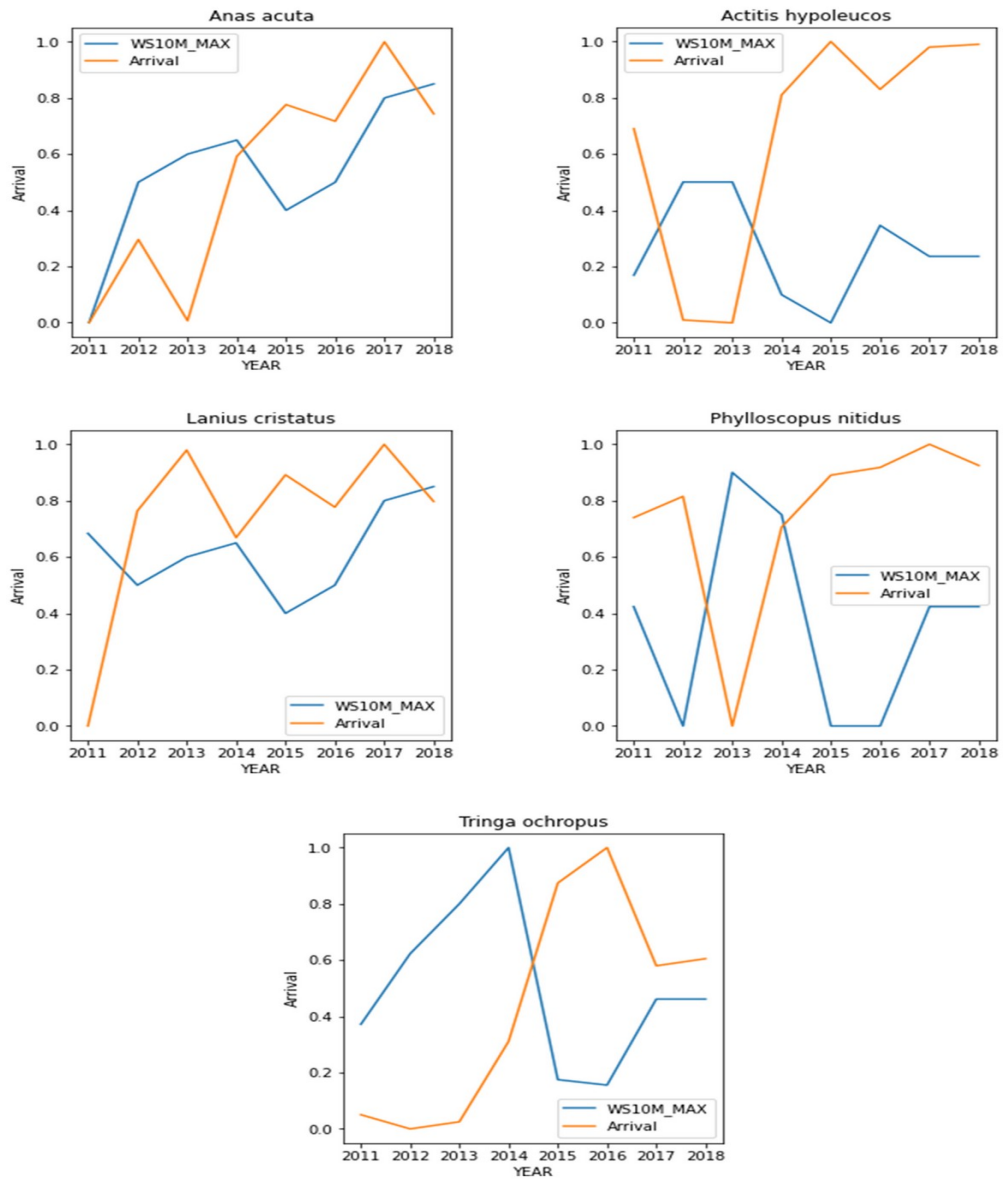 Anas acuta
WS10M_MAX
Arrival
1.0
0.8
0.6
0.4
0.2
0.0
Arrival
2011 2012 2013 2014 2015 2016 2017 2018
YEAR
Actitis hypoleucos
WS10M_MAX
Arrival
1.0
0.8
0.6
0.4
0.2
0.0
Arrival
2011 2012 2013 2014 2015 2016 2017 2018
YEAR
Lanius cristatus
1.0
0.8
0.6
0.4
0.2
0.0
Arrival
WS10M_MAX
Arrival
2011 2012 2013 2014 2015 2016 2017 2018
YEAR
Phylloscopus nitidus
1.0
0.8
0.6
0.4
0.2
0.0
Arrival
WS10M_MAX
Arrival
2011 2012 2013 2014 2015 2016 2017 2018
YEAR
Tringa ochropus
1.0
0.8
0.6
0.4
0.2
0.0
Arrival
WS10M_MAX
Arrival
2011 2012 2013 2014 2015 2016 2017 2018
YEAR